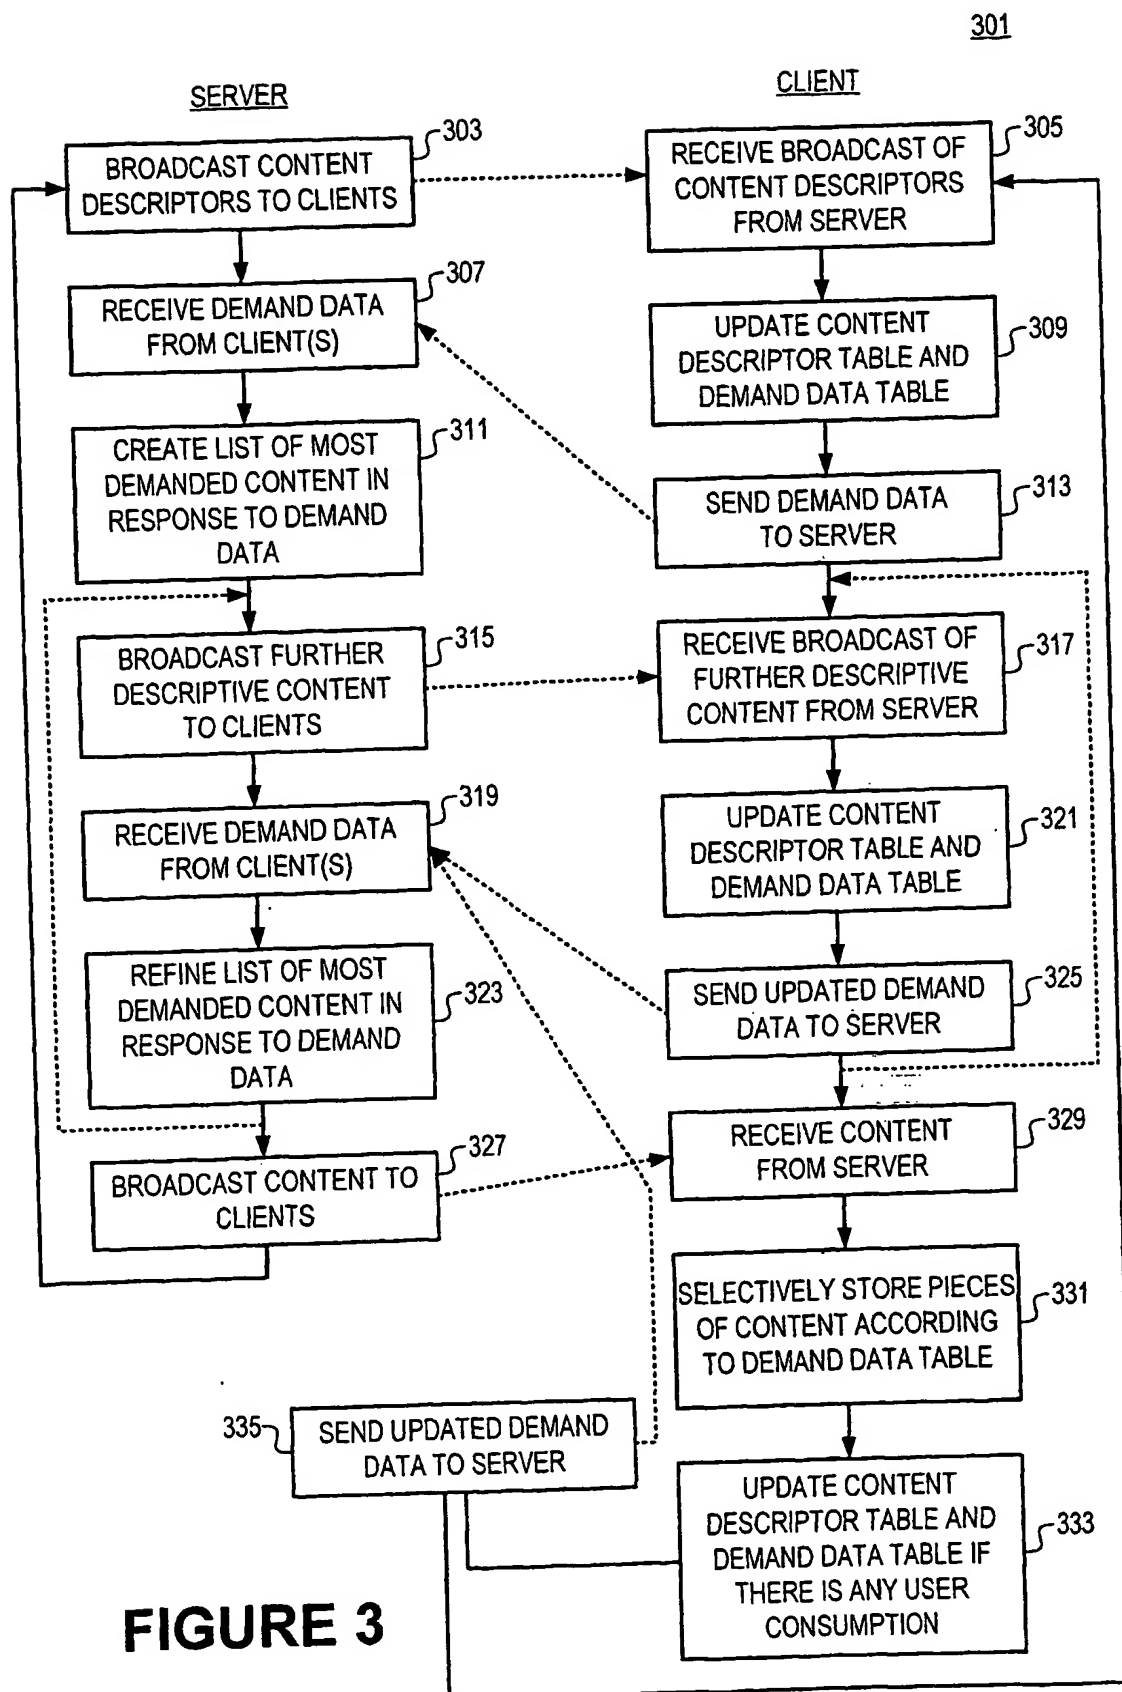 301
SERVER
CLIENT
303
BROADCAST CONTENT
DESCRIPTORS TO CLIENTS
305
RECEIVE BROADCAST OF
CONTENT DESCRIPTORS
FROM SERVER
307
RECEIVE DEMAND DATA
FROM CLIENT(S)
309
UPDATE CONTENT
DESCRIPTOR TABLE AND
DEMAND DATA TABLE
311
CREATE LIST OF MOST
DEMANDED CONTENT IN
RESPONSE TO DEMAND
DATA
313
SEND DEMAND DATA
TO SERVER
315
BROADCAST FURTHER
DESCRIPTIVE CONTENT
TO CLIENTS
317
RECEIVE BROADCAST OF
FURTHER DESCRIPTIVE
CONTENT FROM SERVER
319
RECEIVE DEMAND DATA
FROM CLIENT(S)
321
UPDATE CONTENT
DESCRIPTOR TABLE AND
DEMAND DATA TABLE
323
REFINE LIST OF MOST
DEMANDED CONTENT IN
RESPONSE TO DEMAND
DATA
325
SEND UPDATED DEMAND
DATA TO SERVER
327
BROADCAST CONTENT TO
CLIENTS
329
RECEIVE CONTENT
FROM SERVER
331
SELECTIVELY STORE PIECES
OF CONTENT ACCORDING
TO DEMAND DATA TABLE
335
SEND UPDATED DEMAND
DATA TO SERVER
333
UPDATE CONTENT
DESCRIPTOR TABLE AND
DEMAND DATA TABLE IF
THERE IS ANY USER
CONSUMPTION
FIGURE 3